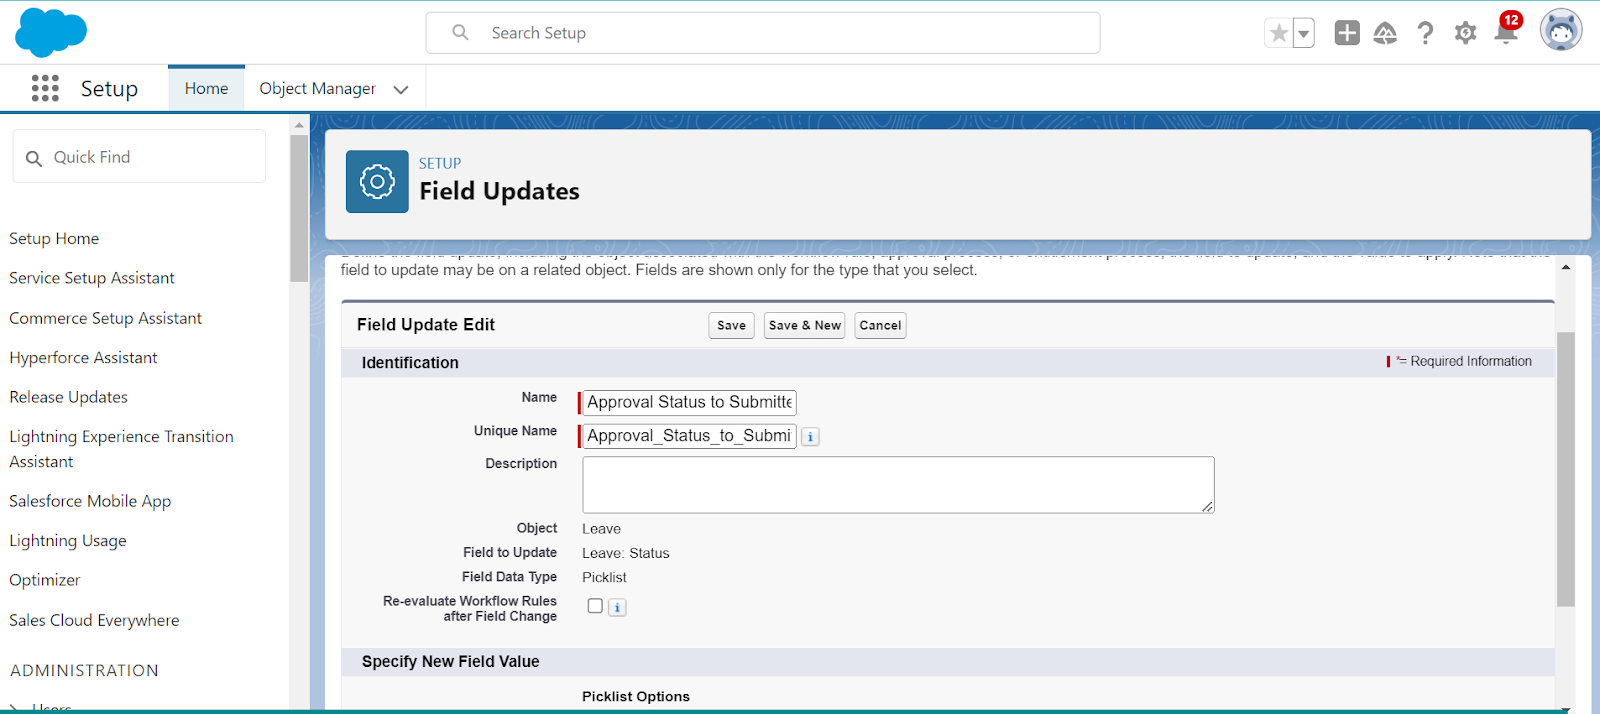 Search Setup
12
Setup
Home
Object Manager
Quick Find
Setup Home
Service Setup Assistant
Commerce Setup Assistant
Hyperforce Assistant
Release Updates
Lightning Experience Transition
Assistant
Salesforce Mobile App
Lightning Usage
Optimizer
Sales Cloud Everywhere
ADMINISTRATION
Users
SETUP
Field Updates
field to update may be on a related object. Fields are shown only for the type that you select.
Field Update Edit
Save
Save & New
Cancel
Identification
*= Required Information
Name
Approval Status to Submitte
Unique Name
Approval_Status_to_Submi
Description
Object
Leave
Field to Update
Leave: Status
Field Data Type
Picklist
Re-evaluate Workflow Rules
after Field Change
Specify New Field Value
Picklist Options